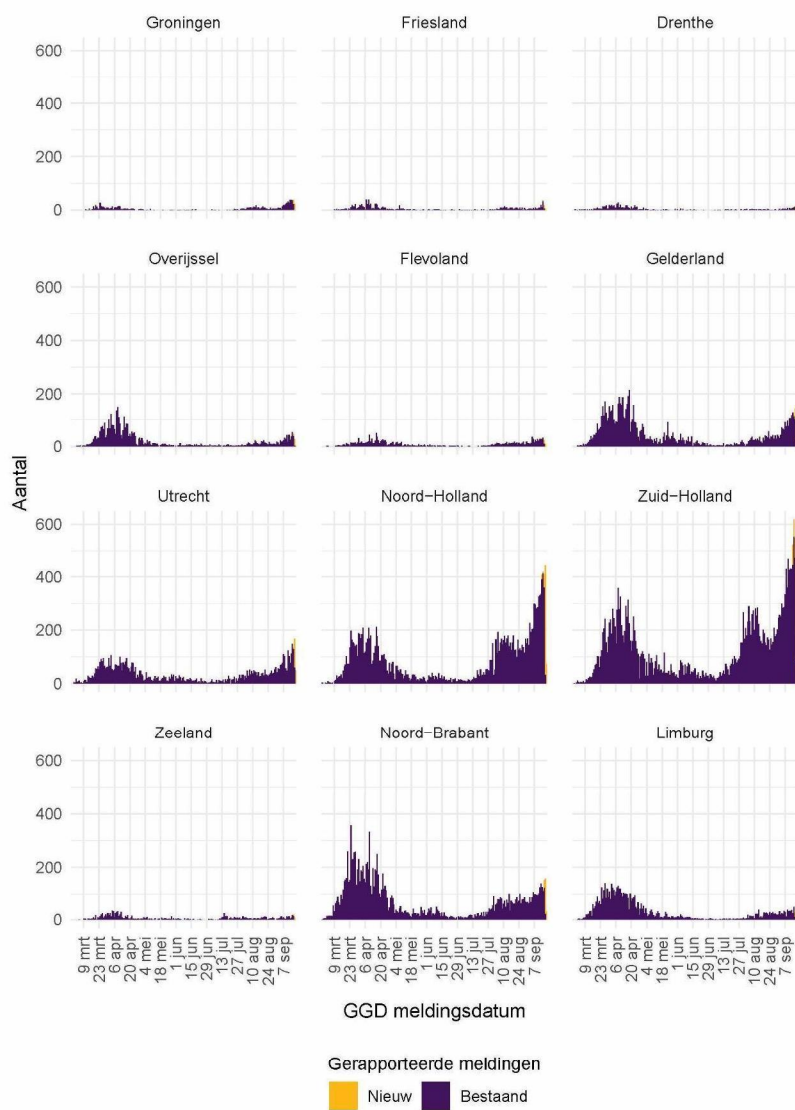 Groningen Friesland Drenthe
600
400
200
0
Overijssel Flevoland Gelderland
600
400
200
0
Aantal
Utrecht Noord-Holland Zuid-Holland
600
400
200
0
Zeeland Noord-Brabant Limburg
600
400
200
0
9 mrt 23 mrt 6 apr 20 apr 4 mei 18 mei 1 jun 15 jun 29 jun 13 jul 27 jul 10 aug 24 aug 7 sep 9 mrt 23 mrt 6 apr 20 apr 4 mei 18 mei 1 jun 15 jun 29 jun 13 jul 27 jul 10 aug 24 aug 7 sep 9 mrt 23 mrt 6 apr 20 apr 4 mei 18 mei 1 jun 15 jun 29 jun 13 jul 27 jul 10 aug 24 aug 7 sep
GGD meldingsdatum
Gerapporteerde meldingen
Nieuw Bestaand